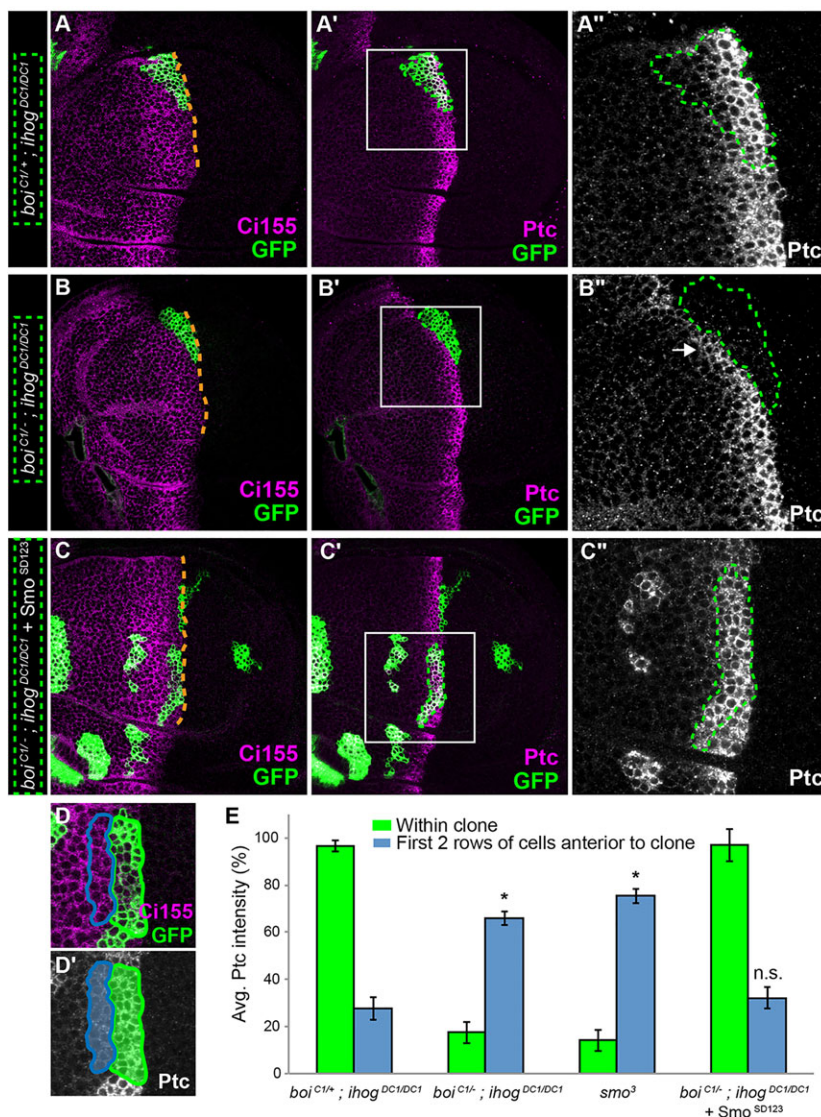 boi C1/+ ; ihog DC1/DC1
A
Ci155
GFP
A'
Ptc
GFP
A"
Ptc
boi C1/- ; ihog DC1/DC1
B
Ci155
GFP
B'
Ptc
GFP
B"
Ptc
boi C1/- ; ihog DC1/DC1 + Smo SD123
C
Ci155
GFP
C'
Ptc
GFP
C"
Ptc
D
Ci155
GFP
D'
Ptc
E
Within clone
First 2 rows of cells anterior to clone
Avg. Ptc intensity (%)
100
80
60
40
20
0
*
*
n.s.
boi C1/+ ; ihog DC1/DC1
boi C1/- ; ihog DC1/DC1
smo3
boi C1/- ; ihog DC1/DC1
+ Smo SD123